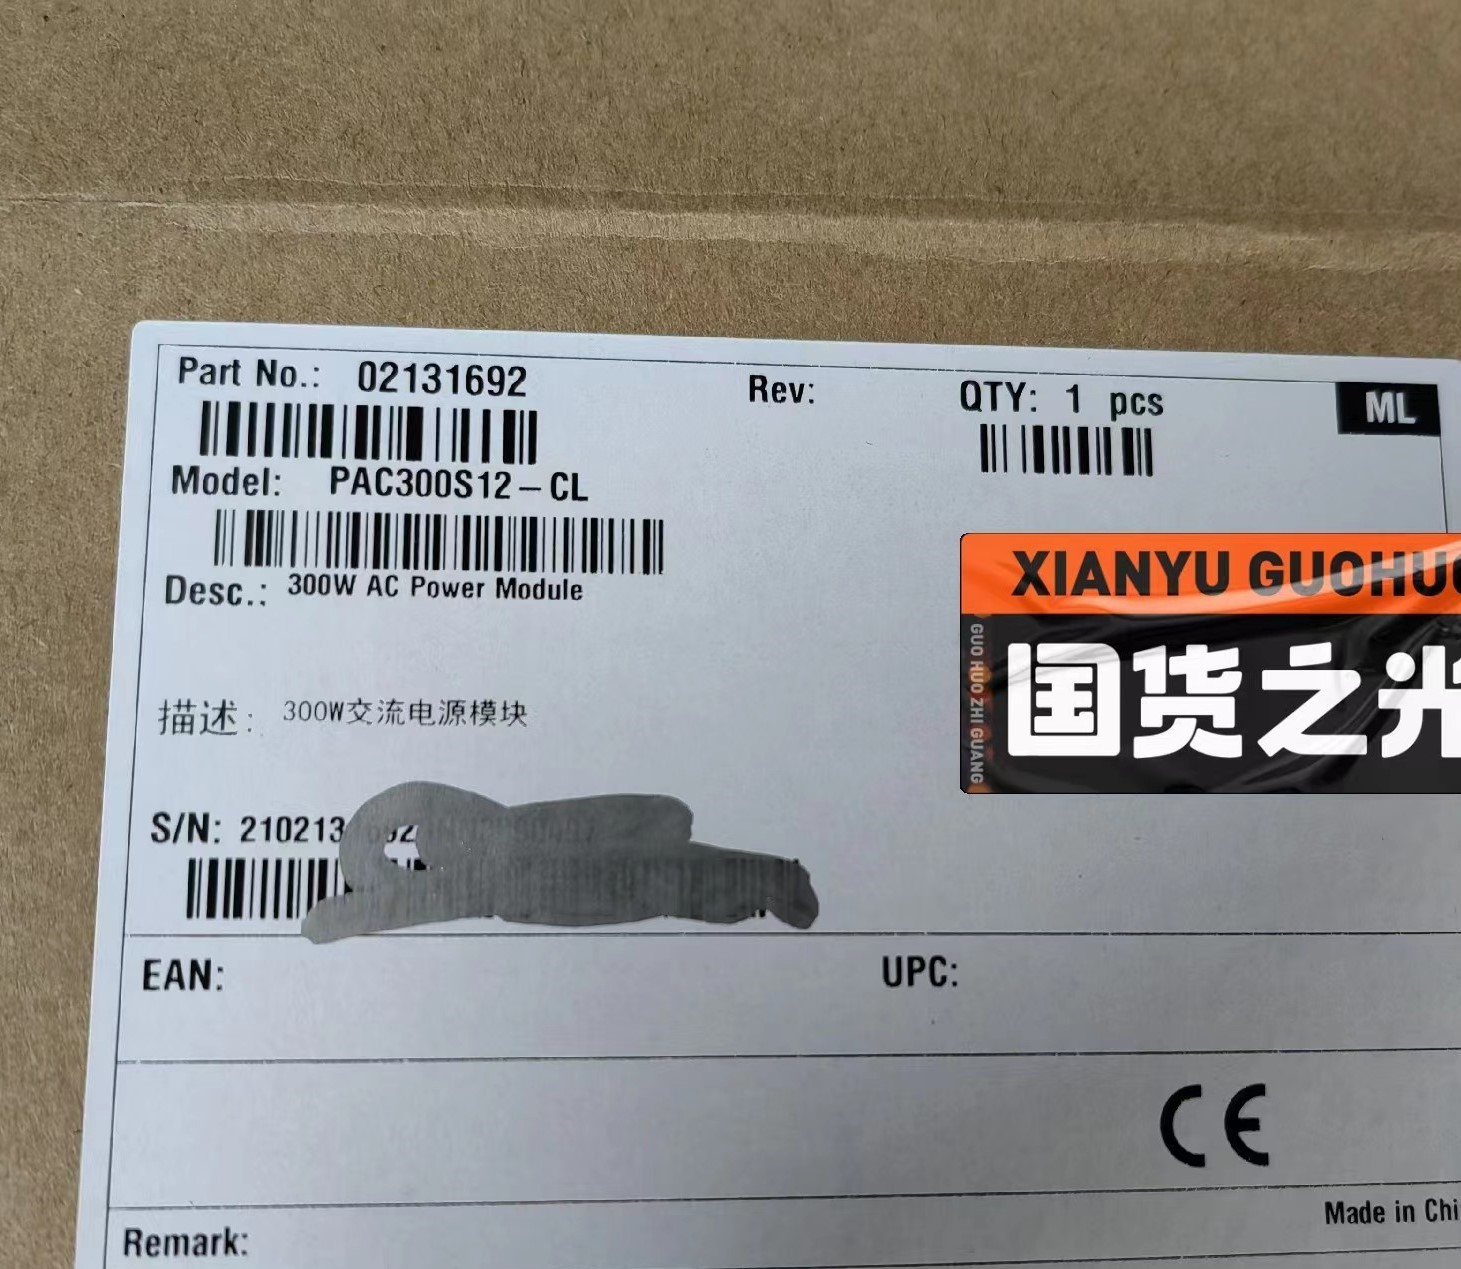 Part No.: 02131692
Rev:
QTY: 1 pcs
ML
Model: PAC300S12-CL
Desc.: 300W AC Power Module
XIANYU GUOHUO
GUO HUO ZHI GUANG
国货之光
描述: 300W交流电源模块
S/N: 210213
EAN:
UPC:
CE
Made in Chi
Remark: